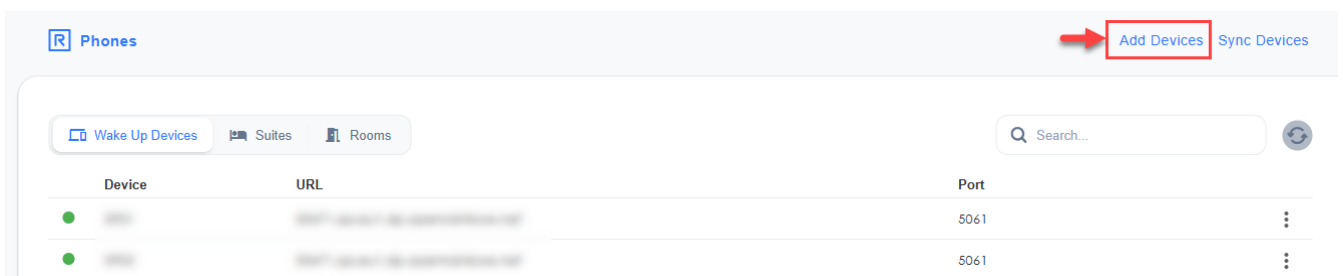 R Phones Add Devices Sync Devices
Wake Up Devices Suites Rooms Search...
Device URL Port
5061
5061